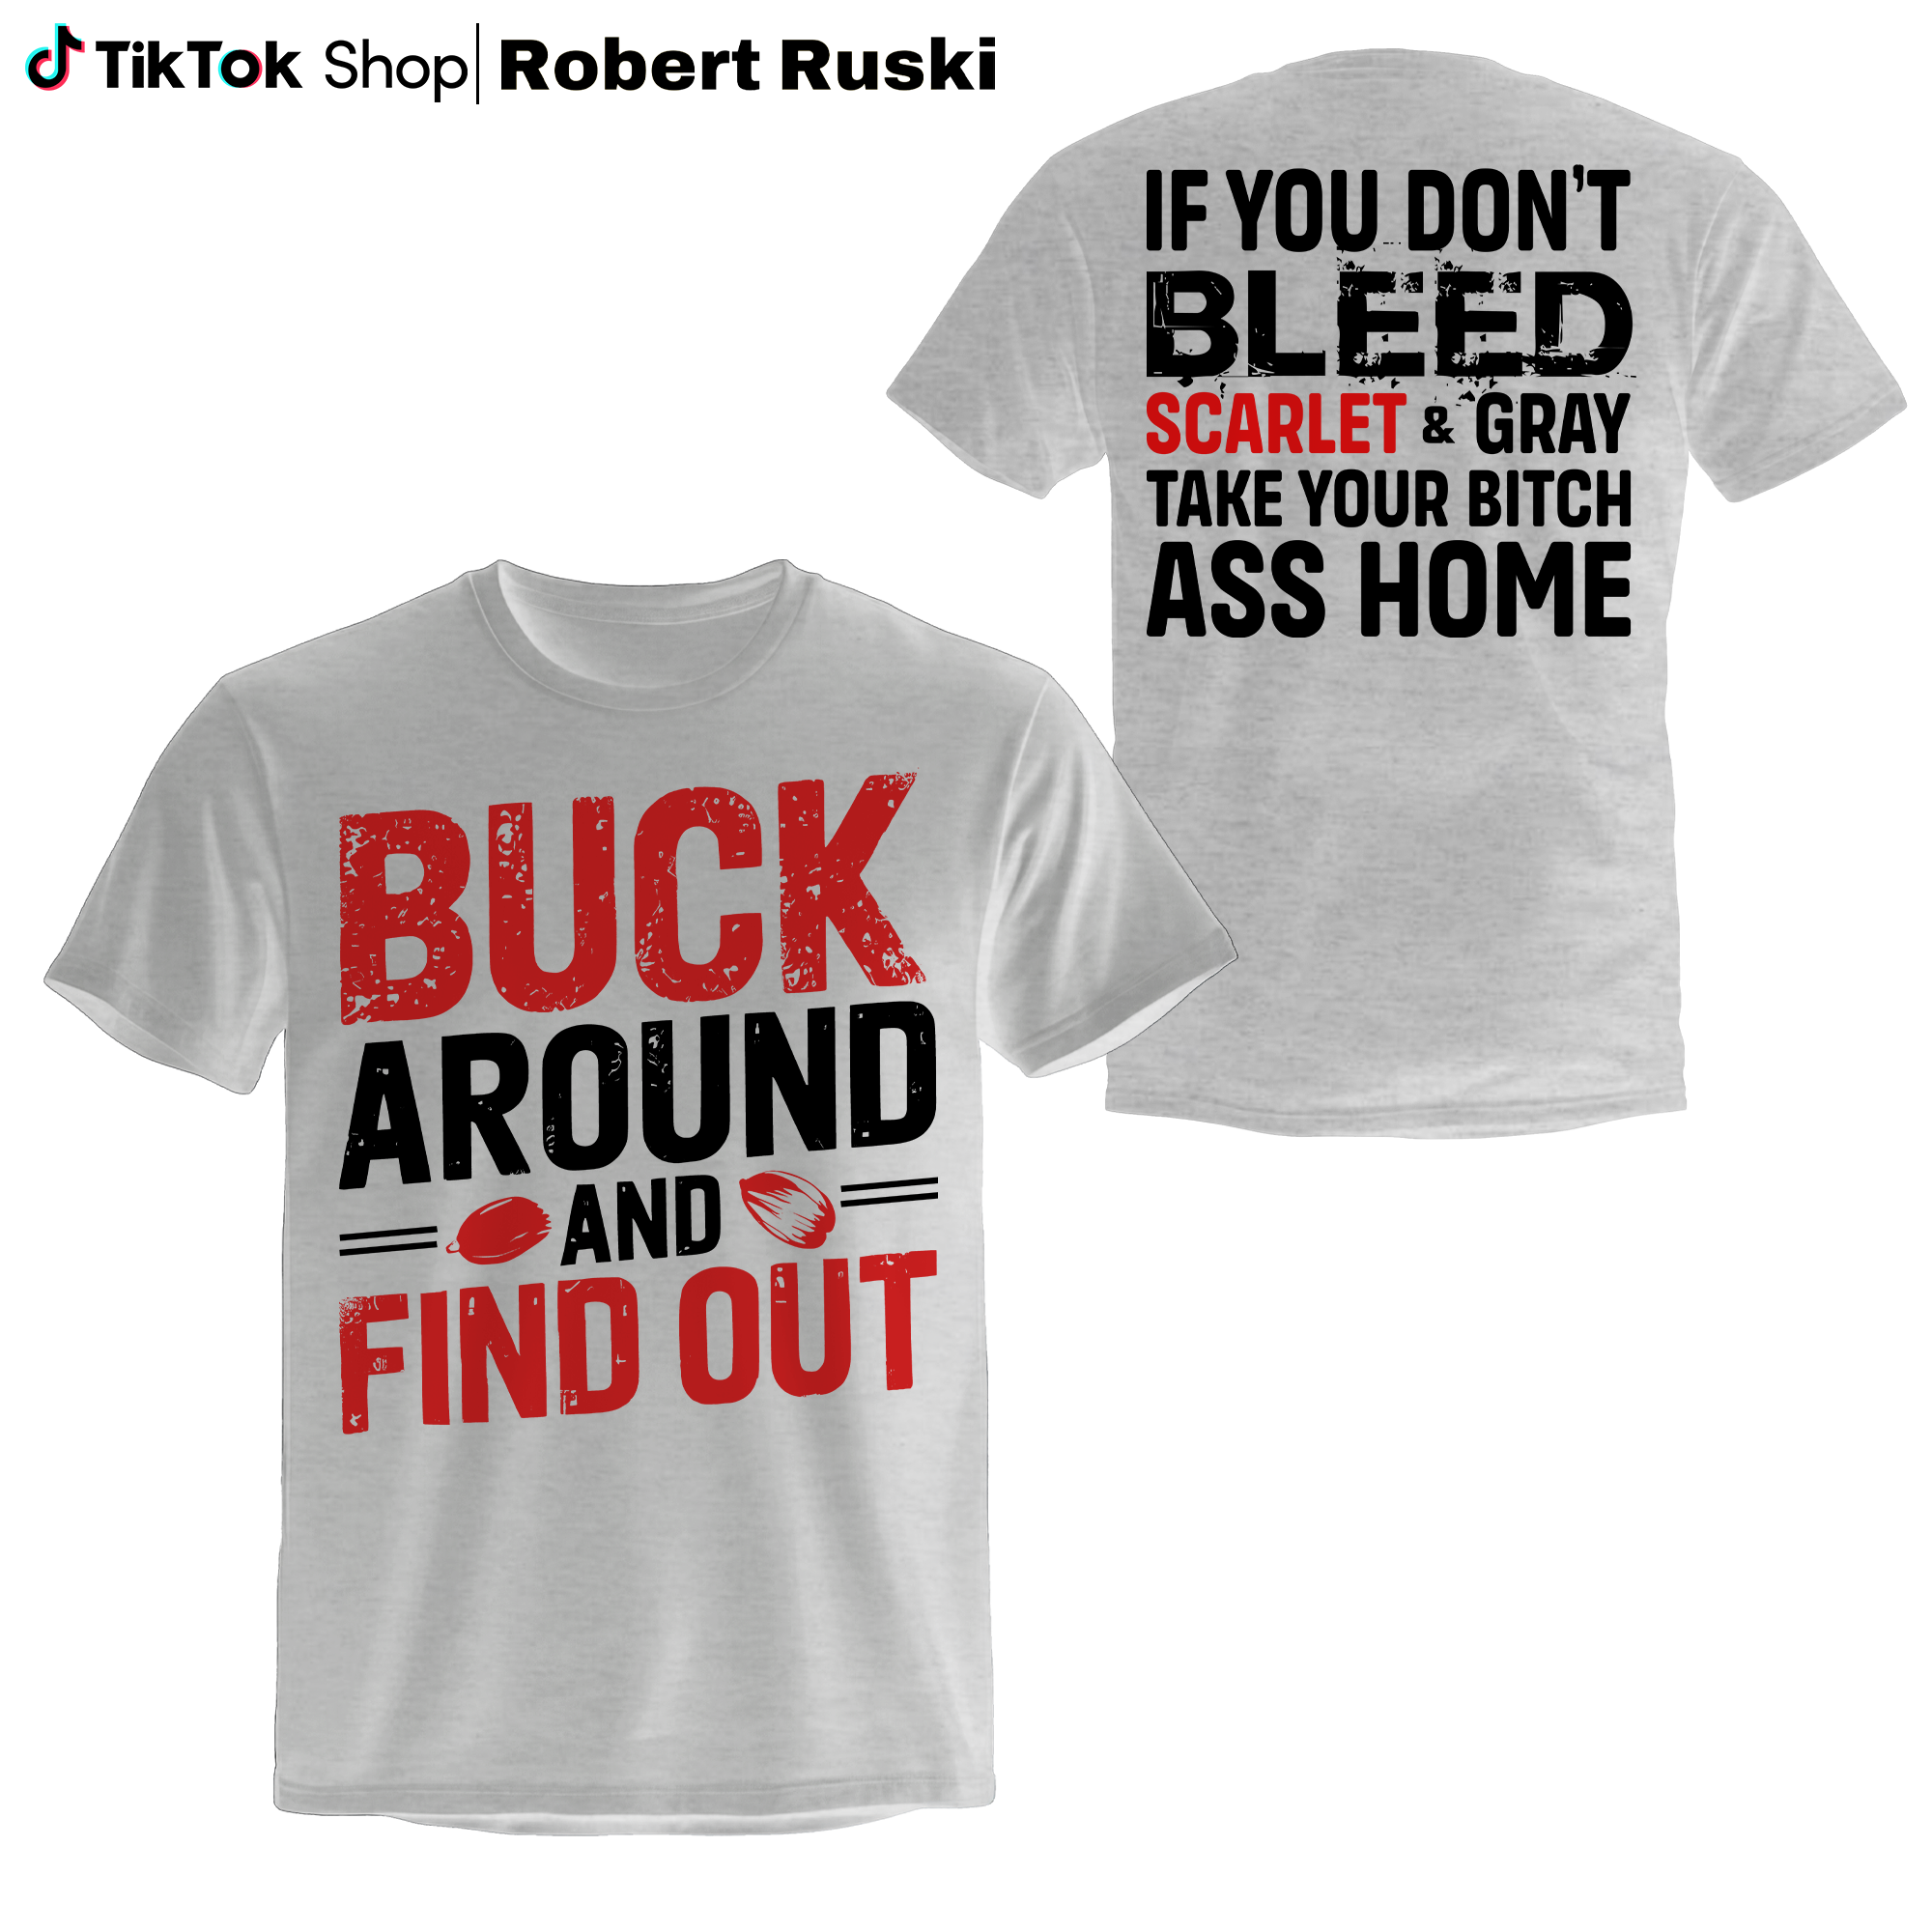 TikTok Shop | Robert Ruski
IF YOU DON'T
BLEED
SCARLET & GRAY
TAKE YOUR BITCH
ASS HOME
BUCK
AROUND
AND
FIND OUT